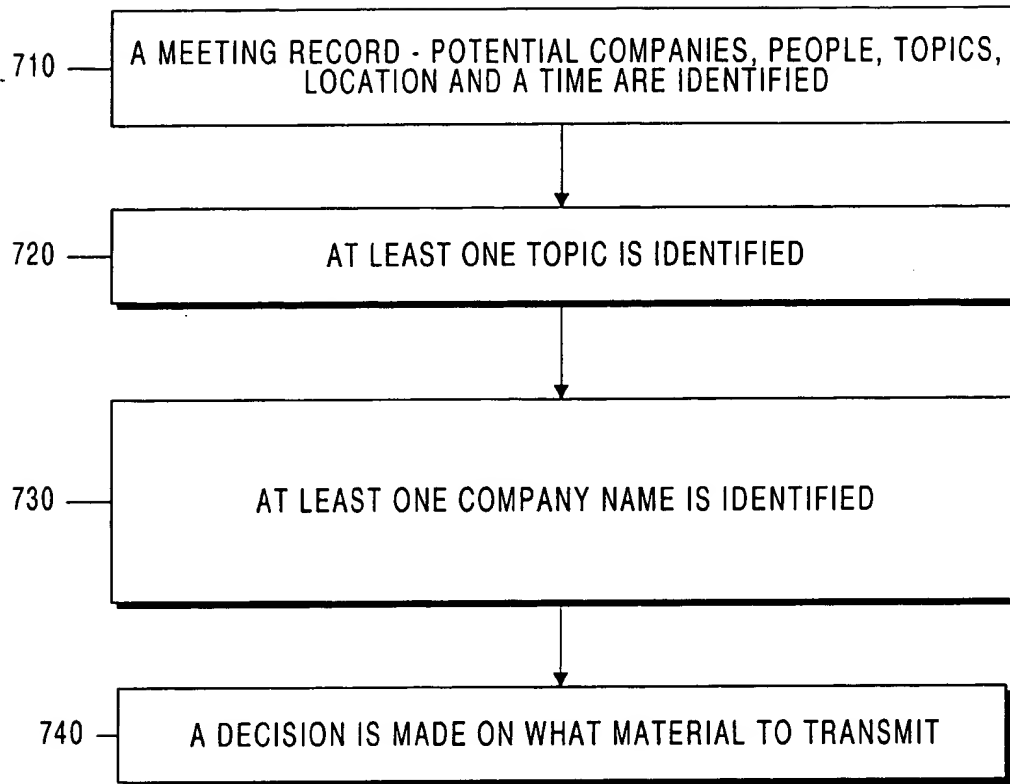 710
A MEETING RECORD - POTENTIAL COMPANIES, PEOPLE, TOPICS,
LOCATION AND A TIME ARE IDENTIFIED
720
AT LEAST ONE TOPIC IS IDENTIFIED
730
AT LEAST ONE COMPANY NAME IS IDENTIFIED
740
A DECISION IS MADE ON WHAT MATERIAL TO TRANSMIT